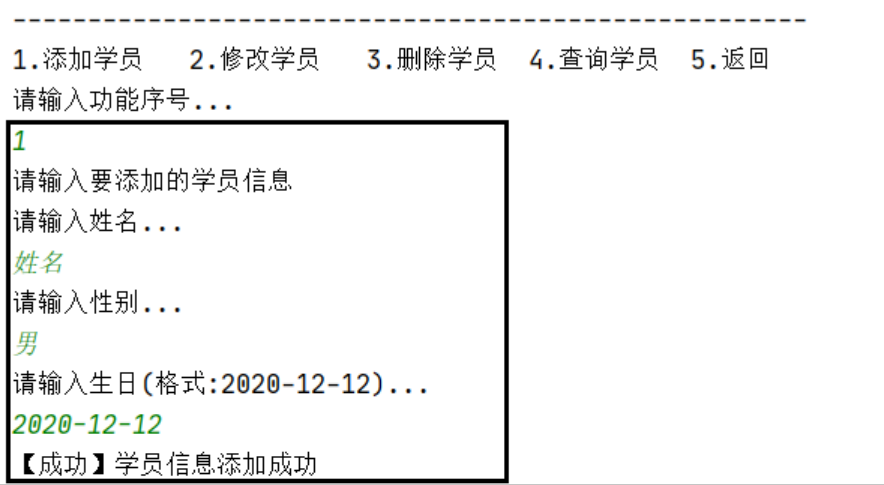 ----------------------------------------------------
1.添加学员   2.修改学员   3.删除学员  4.查询学员  5.返回
请输入功能序号...
1
请输入要添加的学员信息
请输入姓名...
姓名
请输入性别...
男
请输入生日(格式:2020-12-12)...
2020-12-12
【成功】学员信息添加成功